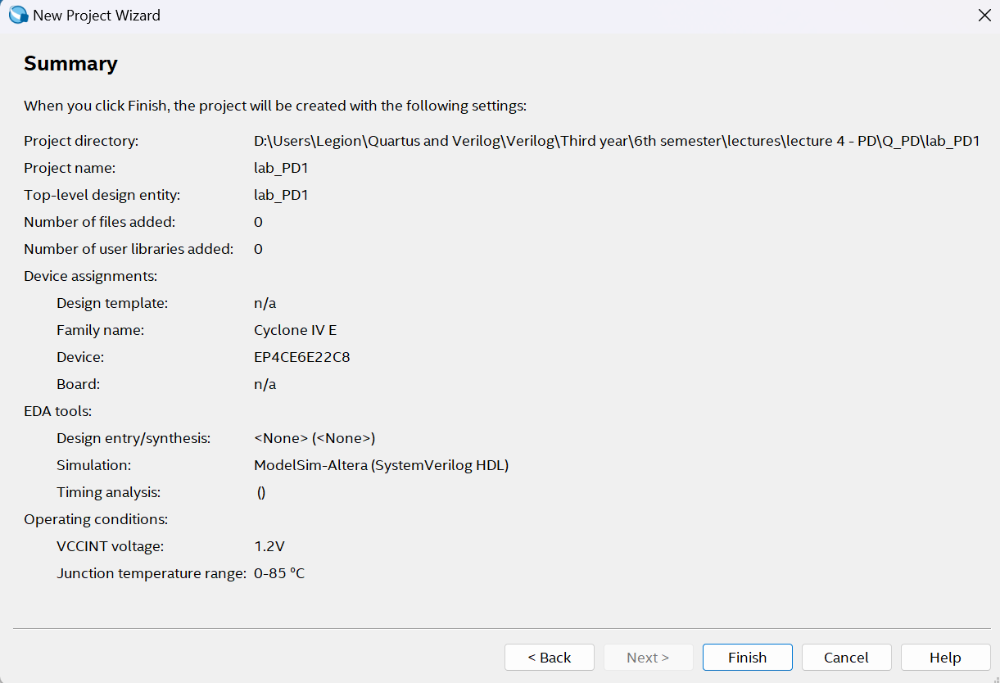 New Project Wizard
Summary
When you click Finish, the project will be created with the following settings:
Project directory: D:\Users\Legion\Quartus and Verilog\Verilog\Third year\6th semester\lectures\lecture 4 - PD\Q_PD\lab_PD1
Project name: lab_PD1
Top-level design entity: lab_PD1
Number of files added: 0
Number of user libraries added: 0
Device assignments:
Design template: n/a
Family name: Cyclone IV E
Device: EP4CE6E22C8
Board: n/a
EDA tools:
Design entry/synthesis: <None> (<None>)
Simulation: ModelSim-Altera (SystemVerilog HDL)
Timing analysis: ()
Operating conditions:
VCCINT voltage: 1.2V
Junction temperature range: 0-85 ºC
< Back Next > Finish Cancel Help